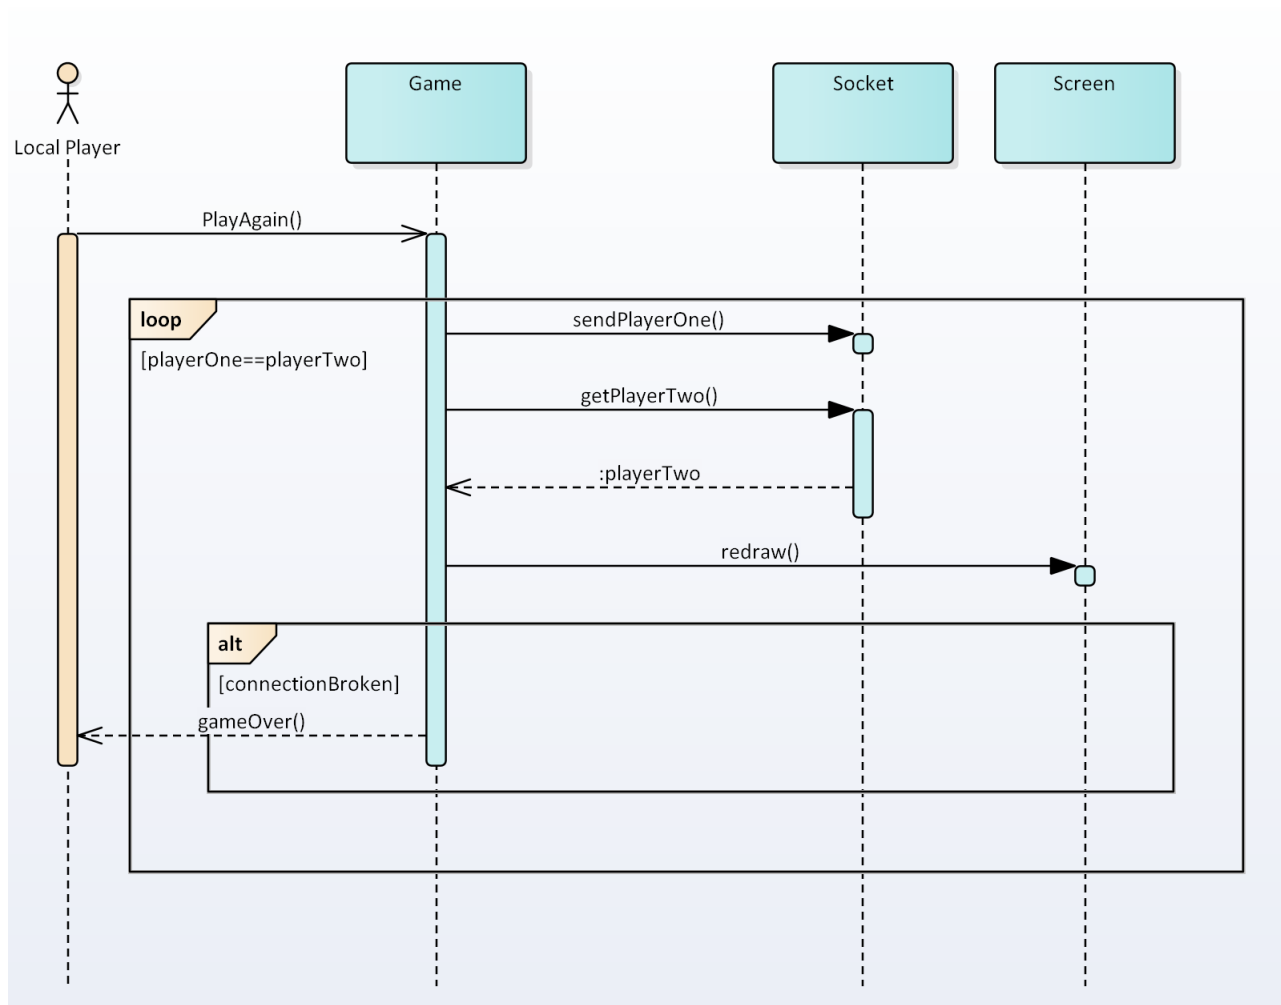 Game
Socket
Screen
Local Player
PlayAgain()
loop
sendPlayerOne()
[playerOne==playerTwo]
getPlayerTwo()
:playerTwo
redraw()
alt
[connectionBroken]
gameOver()